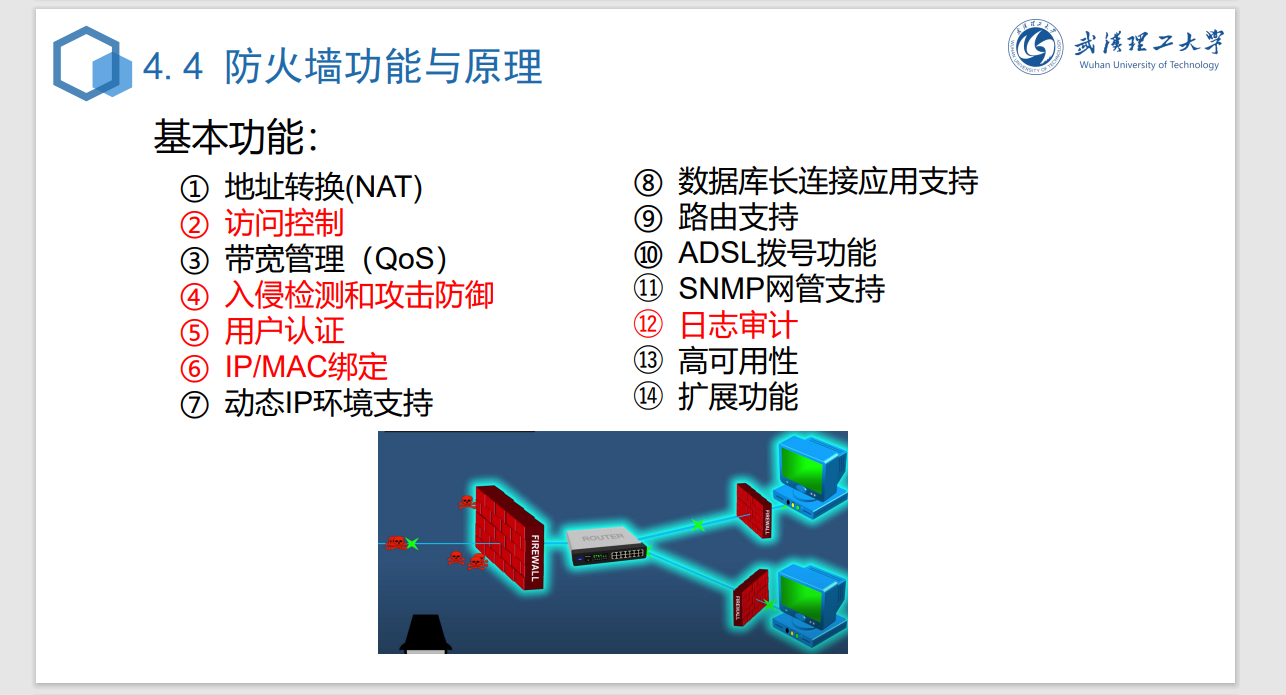 4.4 防火墙功能与原理
武汉理工大学
Wuhan University of Technology
基本功能：
① 地址转换(NAT)
② 访问控制
③ 带宽管理（QoS）
④ 入侵检测和攻击防御
⑤ 用户认证
⑥ IP/MAC绑定
⑦ 动态IP环境支持
⑧ 数据库长连接应用支持
⑨ 路由支持
⑩ ADSL拨号功能
⑪ SNMP网管支持
⑫ 日志审计
⑬ 高可用性
⑭ 扩展功能
FIREWALL
ROUTER
FIREWALL
FIREWALL